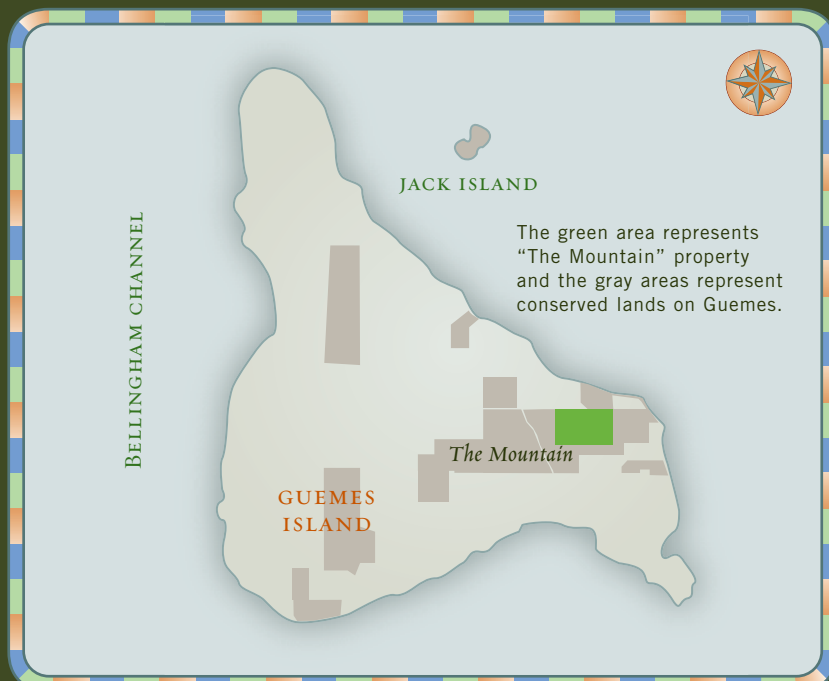 JACK ISLAND
The green area represents
“The Mountain” property
and the gray areas represent
conserved lands on Guemes.
BELLINGHAM CHANNEL
The Mountain
GUEMES
ISLAND